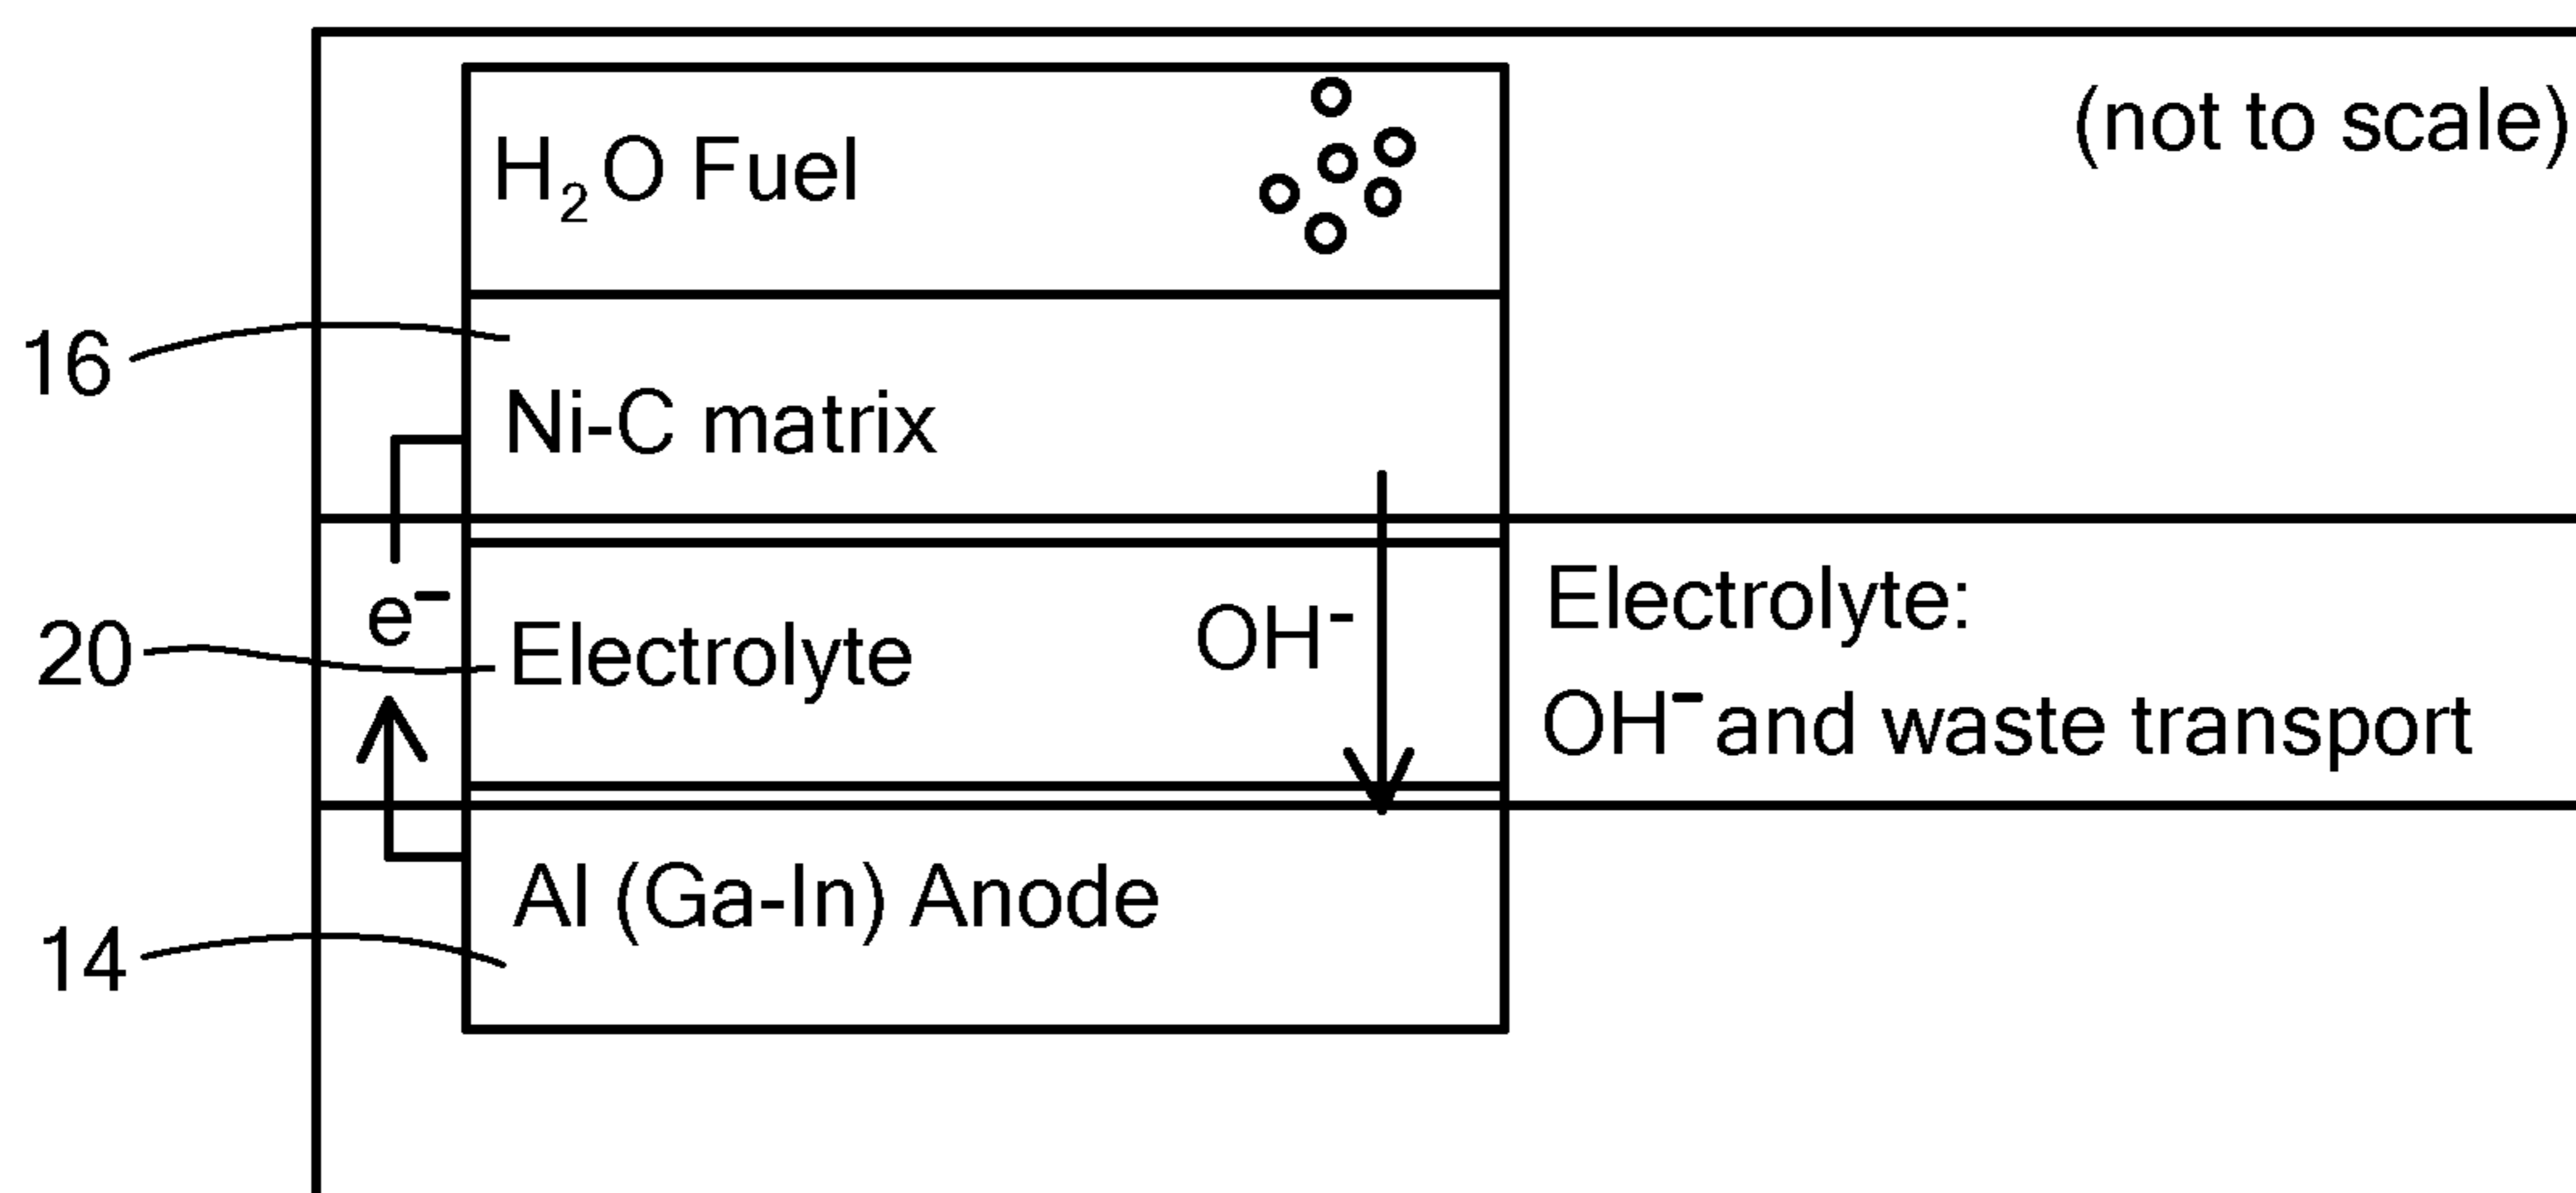 (not to scale)
H₂O Fuel
16
Ni-C matrix
e⁻
20
Electrolyte
OH⁻
Electrolyte:
OH⁻ and waste transport
Al (Ga-In) Anode
14